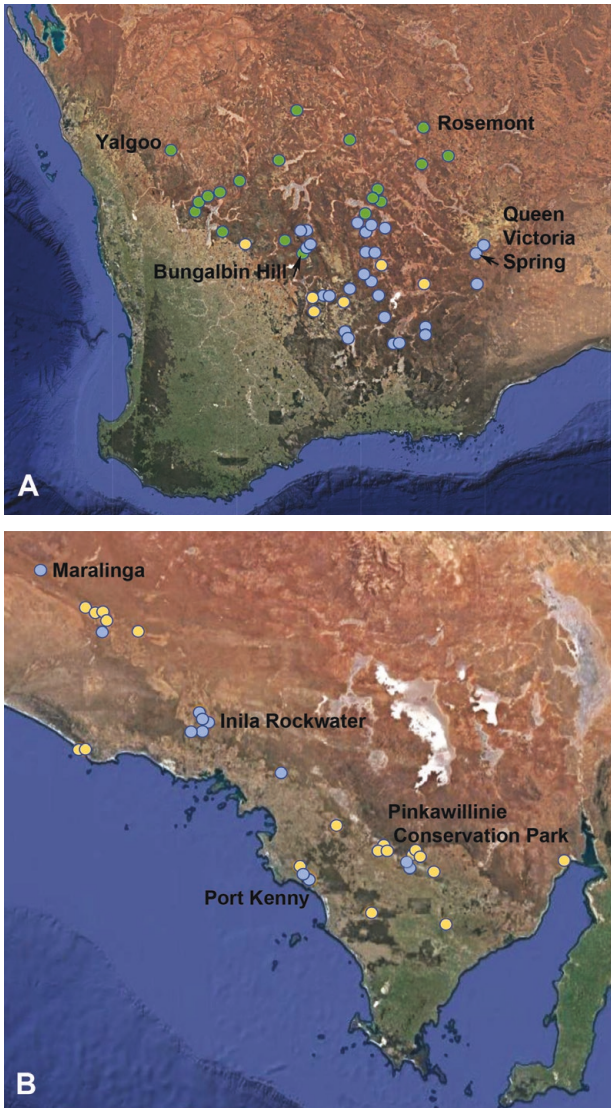 Yalgoo
Rosemont
Queen
Victoria
Spring
Bungalbin Hill
A
Maralinga
Inila Rockwater
Pinkawillinie
Conservation Park
Port Kenny
B